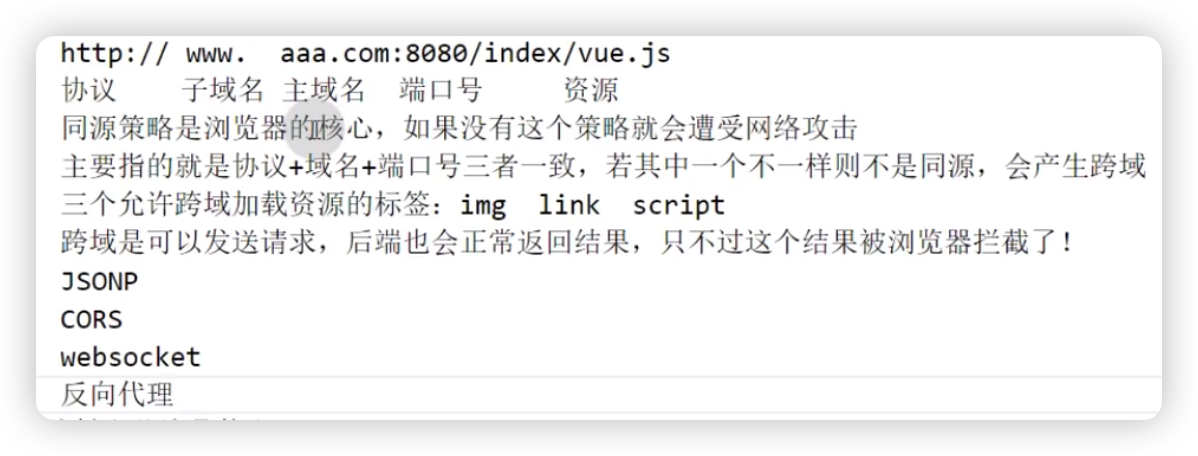 http:// www.  aaa.com:8080/index/vue.js
协议 子域名 主域名 端口号 资源
同源策略是浏览器的核心，如果没有这个策略就会遭受网络攻击
主要指的就是协议+域名+端口号三者一致，若其中一个不一样则不是同源，会产生跨域
三个允许跨域加载资源的标签：img link script
跨域是可以发送请求，后端也会正常返回结果，只不过这个结果被浏览器拦截了！
JSONP
CORS
websocket
反向代理